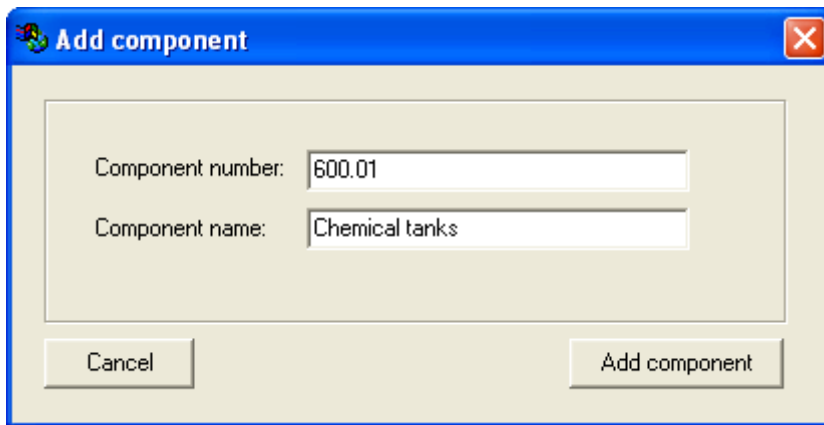 Add component
Component number: 600.01
Component name: Chemical tanks
Cancel Add component